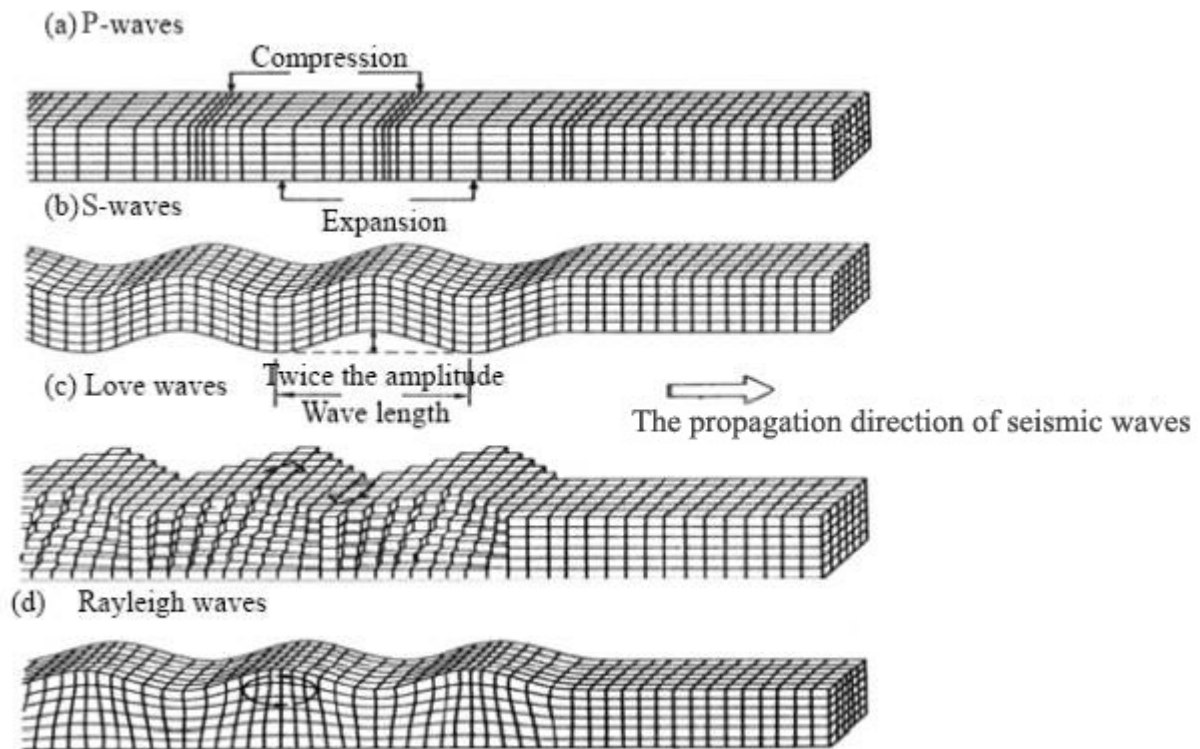 (a) P-waves
Compression
(b) S-waves
Expansion
(c) Love waves
Twice the amplitude
Wave length
The propagation direction of seismic waves
(d) Rayleigh waves